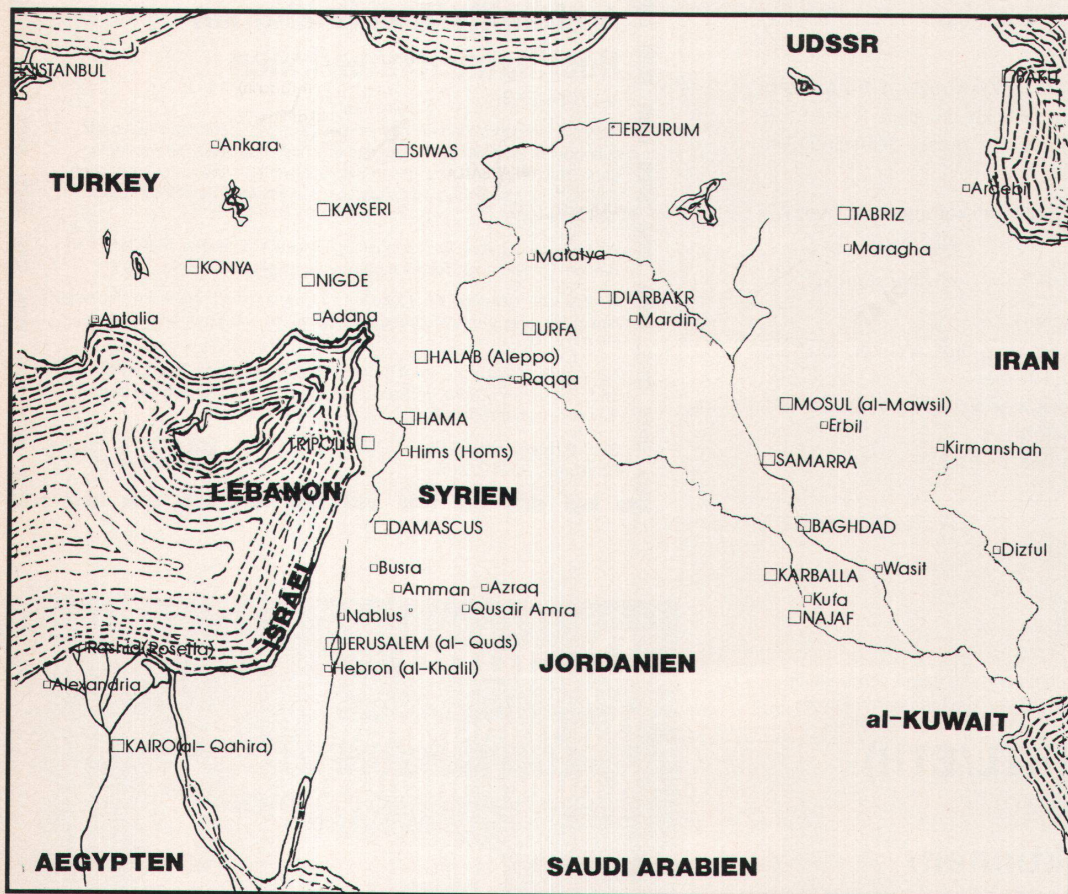 UDSSR
ISTANBUL
BAKU
ERZURUM
Ankara
SIWAS
TURKEY
Ardebil
KAYSERI
TABRIZ
Maragha
Malalya
KONYA
NIGDE
DIARBAKR
Antalia
Adana
Mardin
URFA
HALAB (Aleppo)
IRAN
Raqqa
MOSUL (al-Mawsil)
HAMA
Erbil
TRIPOLIS
Hims (Homs)
Kirmanshah
SAMARRA
LEBANON
SYRIEN
DAMASCUS
BAGHDAD
Dizful
Busra
Wasit
KARBALLA
ISRAEL
Amman
Azraq
Kufa
Qusair Amra
Nablus
NAJAF
JERUSALEM (al- Quds)
Rashid(Rosetta)
JORDANIEN
Hebron (al-Khalil)
Alexandria
al-KUWAIT
KAIRO(al- Qahira)
AEGYPTEN
SAUDI ARABIEN